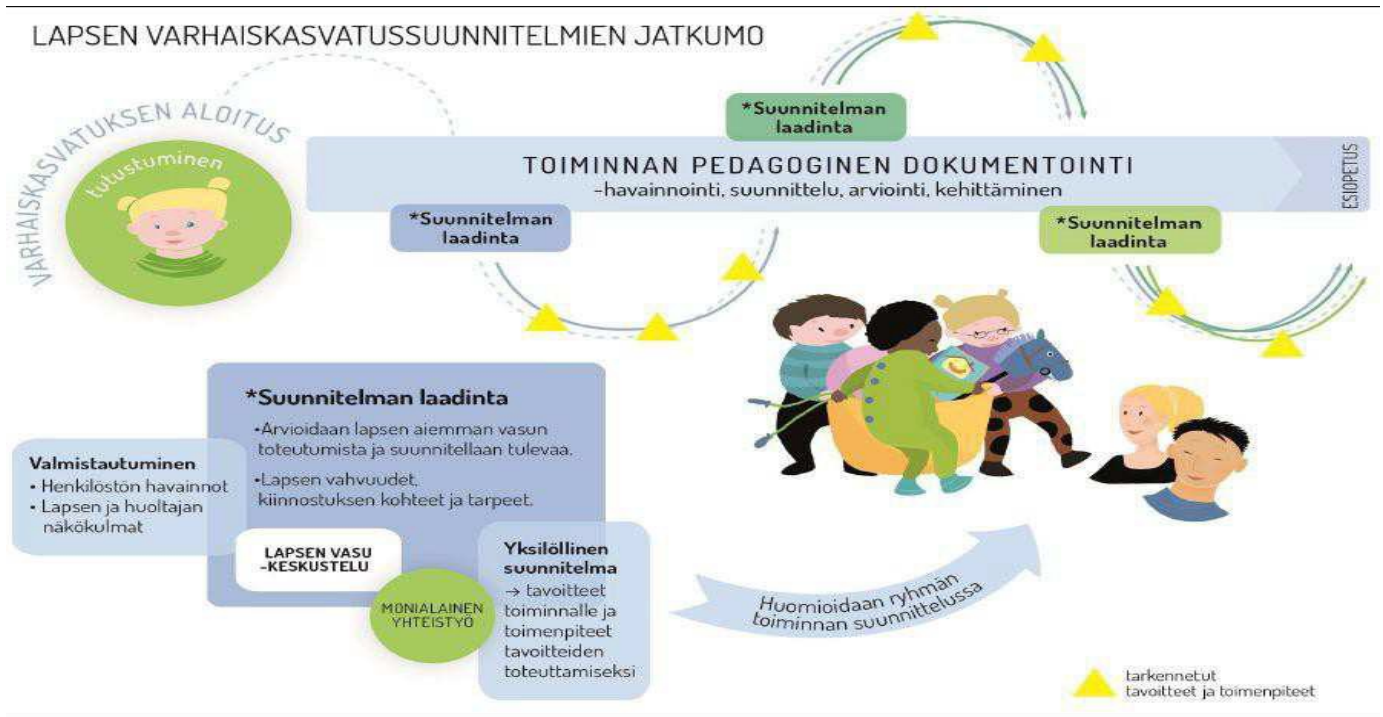 LAPSEN VARHAISKASVATUSSUUNNITELMIEN JATKUMO
VARHAISKASVATUKSEN ALOITUS
tutustuminen
*Suunnitelman
laadinta
TOIMINNAN PEDAGOGINEN DOKUMENTOINTI
-havainnointi, suunnittelu, arviointi, kehittäminen
ESIOPETUS
*Suunnitelman
laadinta
*Suunnitelman
laadinta
*Suunnitelman laadinta
•Arvioidaan lapsen aiemman vasun
toteutumista ja suunnitellaan tulevaa.
•Lapsen vahvuudet,
kiinnostuksen kohteet ja tarpeet.
Valmistautuminen
• Henkilöstön havainnot
• Lapsen ja huoltajan
näkökulmat
LAPSEN VASU
-KESKUSTELU
MONIALAINEN
YHTEISTYÖ
Yksilöllinen
suunnitelma
→ tavoitteet
toiminnalle ja
toimenpiteet
tavoitteiden
toteuttamiseksi
Huomioidaan ryhmän
toiminnan suunnittelussa
tarkennetut
tavoitteet ja toimenpiteet